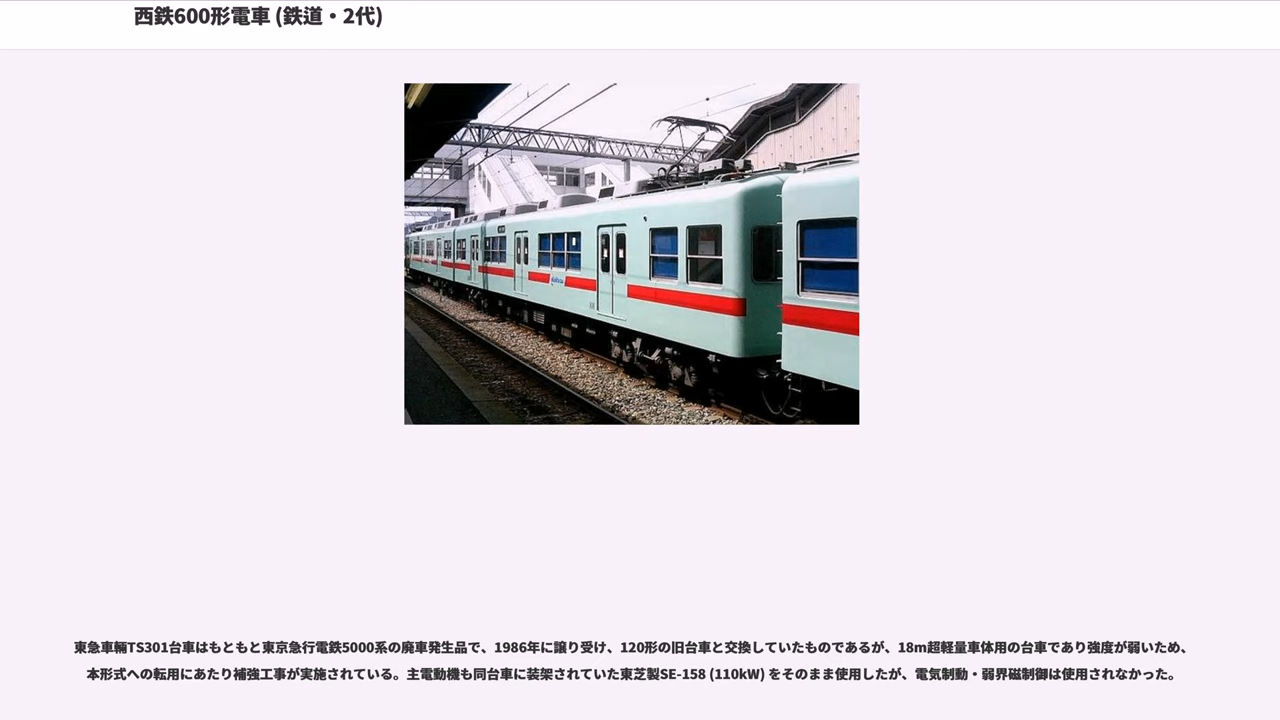 西鉄600形電車 (鉄道・2代)
東急車輛TS301台車はもともと東京急行電鉄5000系の廃車発生品で、1986年に譲り受け、120形の旧台車と交換していたものであるが、18m超軽量車体用の台車であり強度が弱いため、
本形式への転用にあたり補強工事が実施されている。主電動機も同台車に装架されていた東芝製SE-158 (110kW) をそのまま使用したが、電気制動・弱界磁制御は使用されなかった。